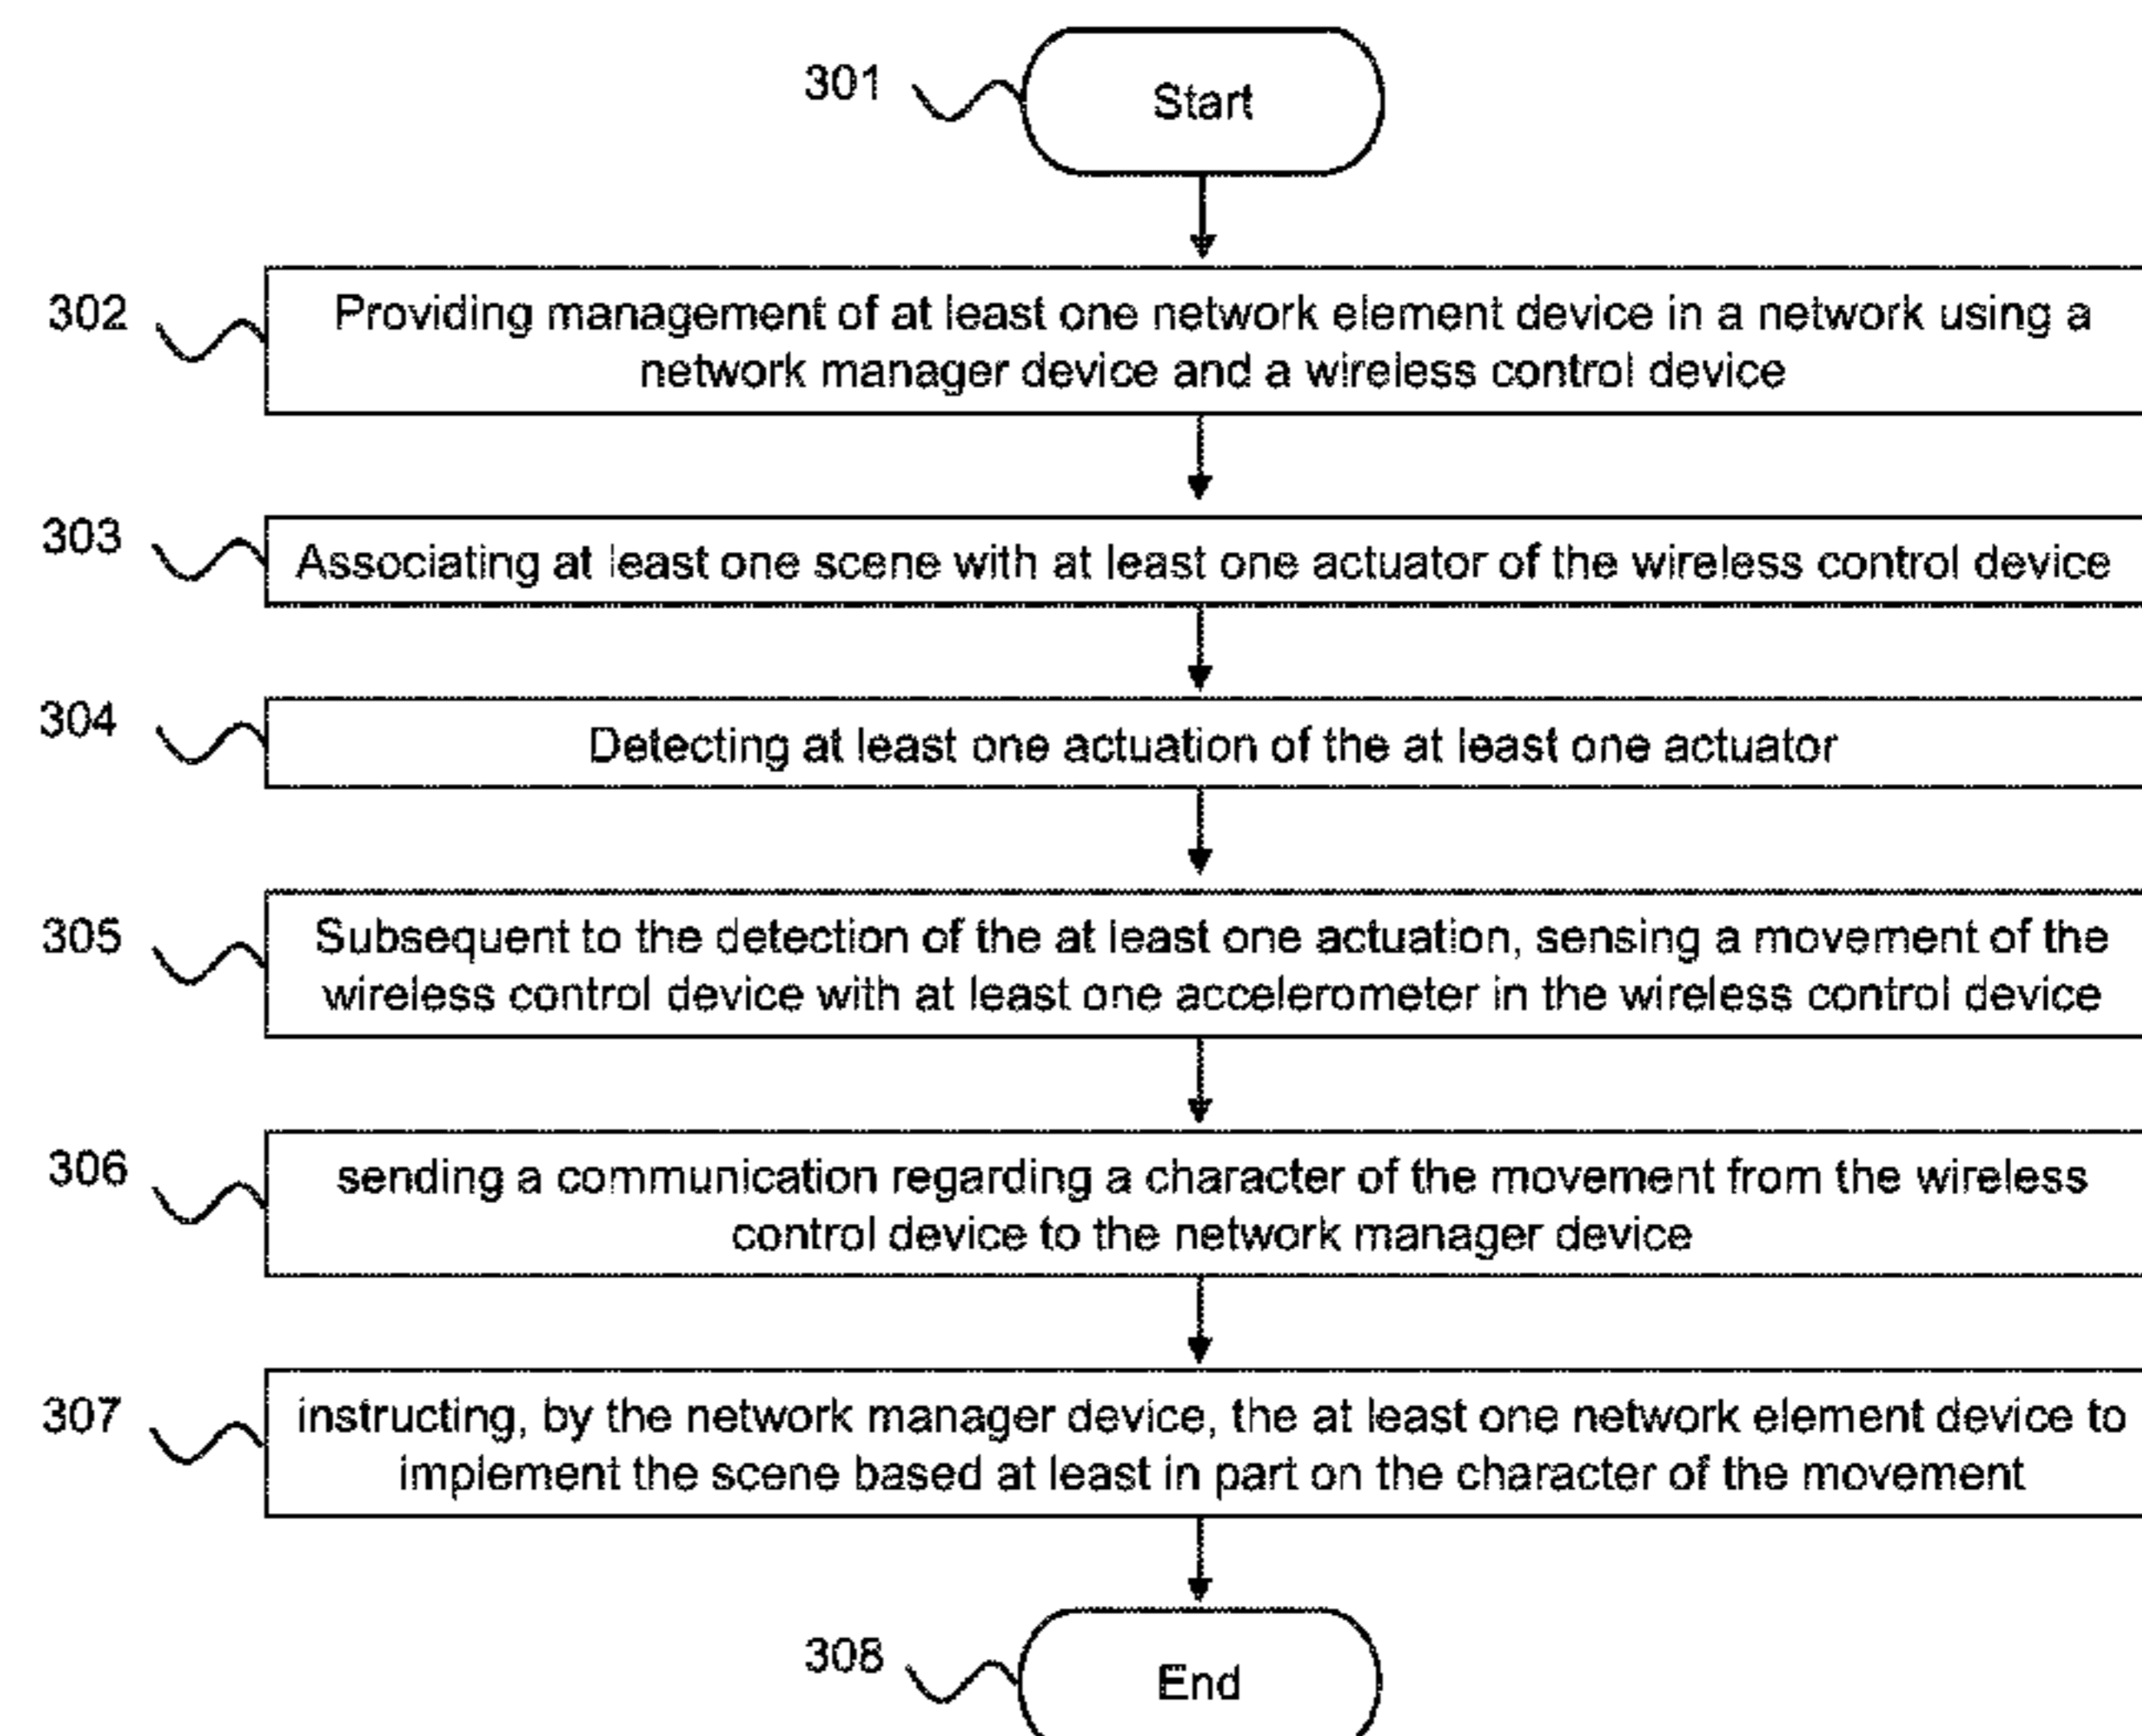 301
Start
302
Providing management of at least one network element device in a network using a
network manager device and a wireless control device
303
Associating at least one scene with at least one actuator of the wireless control device
304
Detecting at least one actuation of the at least one actuator
305
Subsequent to the detection of the at least one actuation, sensing a movement of the
wireless control device with at least one accelerometer in the wireless control device
306
sending a communication regarding a character of the movement from the wireless
control device to the network manager device
307
instructing, by the network manager device, the at least one network element device to
implement the scene based at least in part on the character of the movement
308
End